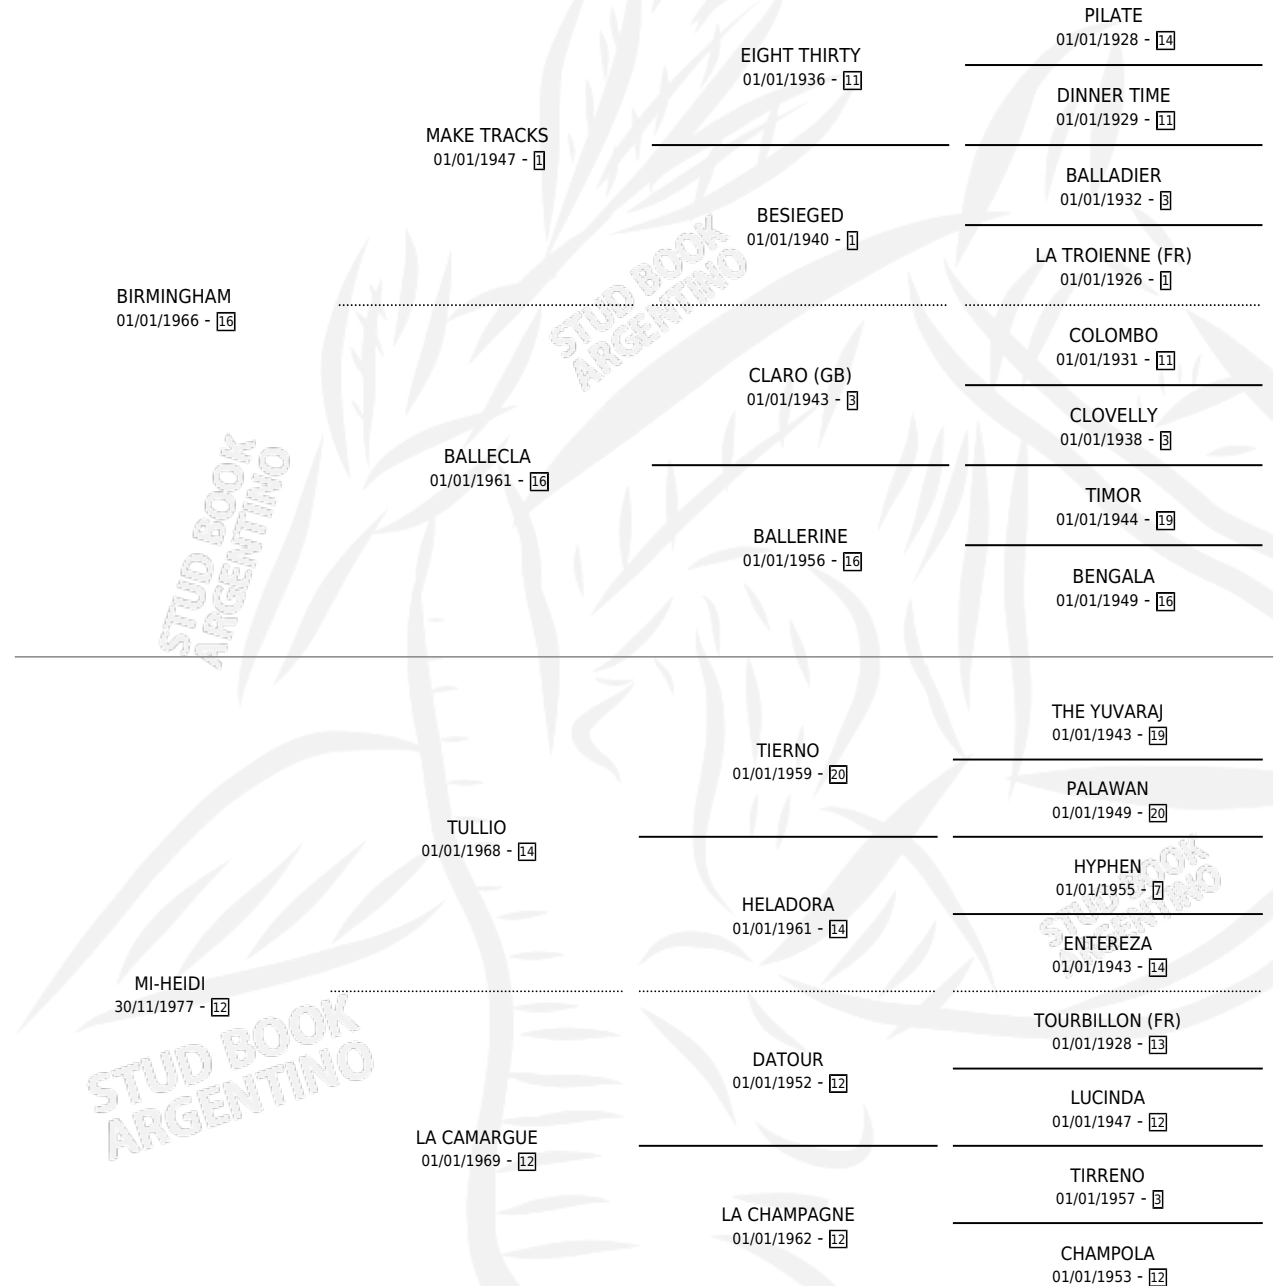 PILATE
01/01/1928 - 14
EIGHT THIRTY
01/01/1936 - 11
DINNER TIME
01/01/1929 - 11
MAKE TRACKS
01/01/1947 - 1
BALLADIER
01/01/1932 - 3
BESIEGED
01/01/1940 - 1
LA TROIENNE (FR)
01/01/1926 - 1
BIRMINGHAM
01/01/1966 - 16
STUD BOOK
ARGENTINO
COLOMBO
01/01/1931 - 11
CLARO (GB)
01/01/1943 - 3
CLOVELLY
01/01/1938 - 3
BALLECLA
01/01/1961 - 16
TIMOR
01/01/1944 - 19
BALLERINE
01/01/1956 - 16
BENGALA
01/01/1949 - 16
STUD BOOK
ARGENTINO
THE YUVARAJ
01/01/1943 - 19
TIERNO
01/01/1959 - 20
PALAWAN
01/01/1949 - 20
TULLIO
01/01/1968 - 14
HYPHEN
01/01/1955 - 7
HELADORA
01/01/1961 - 14
STUD BOOK
ARGENTINO
ENTEREZA
01/01/1943 - 14
MI-HEIDI
30/11/1977 - 12
TOURBILLON (FR)
01/01/1928 - 13
DATOUR
01/01/1952 - 12
STUD BOOK
ARGENTINO
LUCINDA
01/01/1947 - 12
LA CAMARGUE
01/01/1969 - 12
TIRRENO
01/01/1957 - 3
LA CHAMPAGNE
01/01/1962 - 12
CHAMPOLA
01/01/1953 - 12